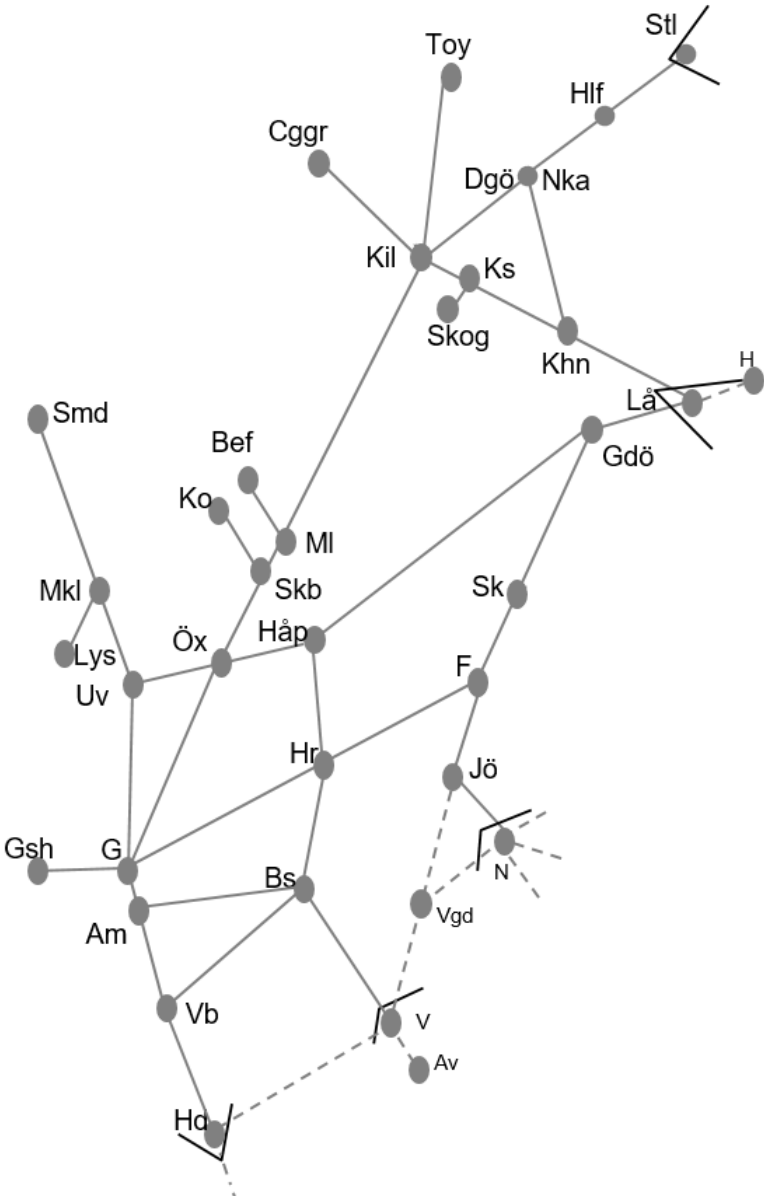 Stl
Toy
Hlf
Cggr
Dgö Nka
Kil
Ks
Skog
Khn
H
Lå
Smd
Gdö
Bef
Ko
Ml
Mkl
Skb
Sk
Öx
Håp
Lys
Uv
F
Hr
Jö
Gsh
G
N
Bs
Vgd
Am
Vb
V
Av
Hd